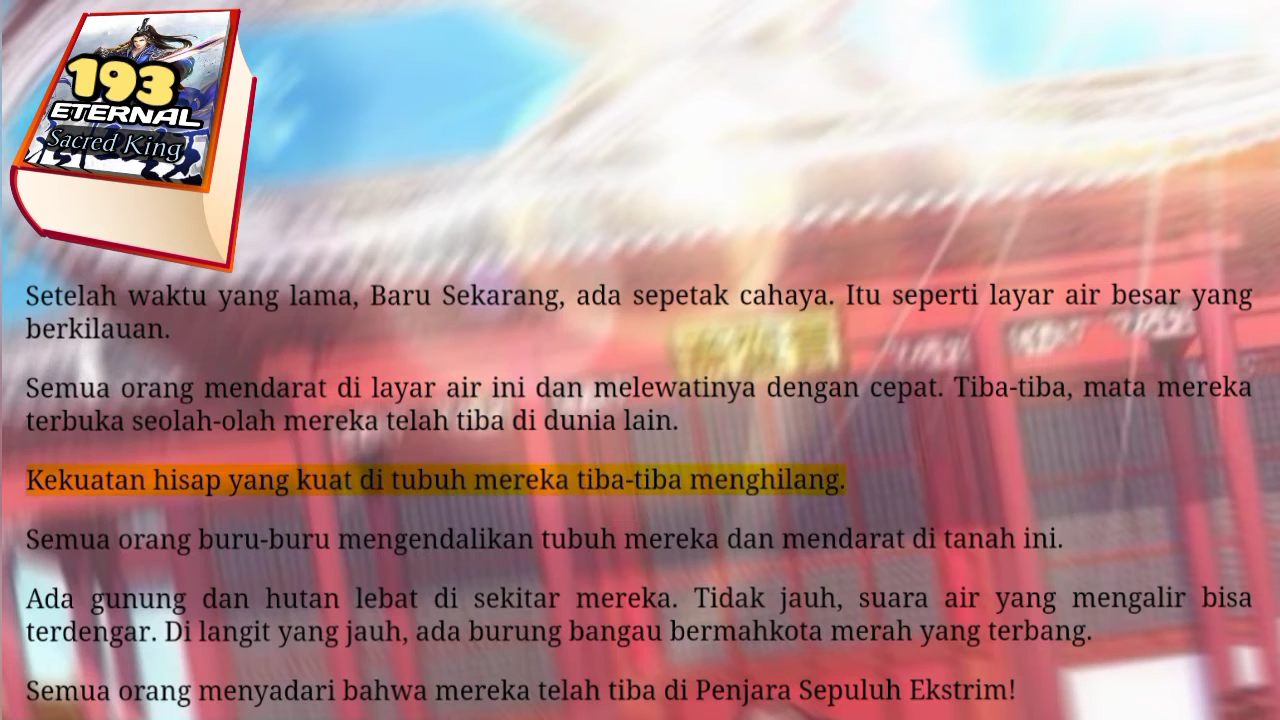 193
ETERNAL
Sacred King
Setelah waktu yang lama, Baru Sekarang, ada sepetak cahaya. Itu seperti layar air besar yang
berkilauan.
Semua orang mendarat di layar air ini dan melewatinya dengan cepat. Tiba-tiba, mata mereka
terbuka seolah-olah mereka telah tiba di dunia lain.
Kekuatan hisap yang kuat di tubuh mereka tiba-tiba menghilang.
Semua orang buru-buru mengendalikan tubuh mereka dan mendarat di tanah ini.
Ada gunung dan hutan lebat di sekitar mereka. Tidak jauh, suara air yang mengalir bisa
terdengar. Di langit yang jauh, ada burung bangau bermahkota merah yang terbang.
Semua orang menyadari bahwa mereka telah tiba di Penjara Sepuluh Ekstrim!